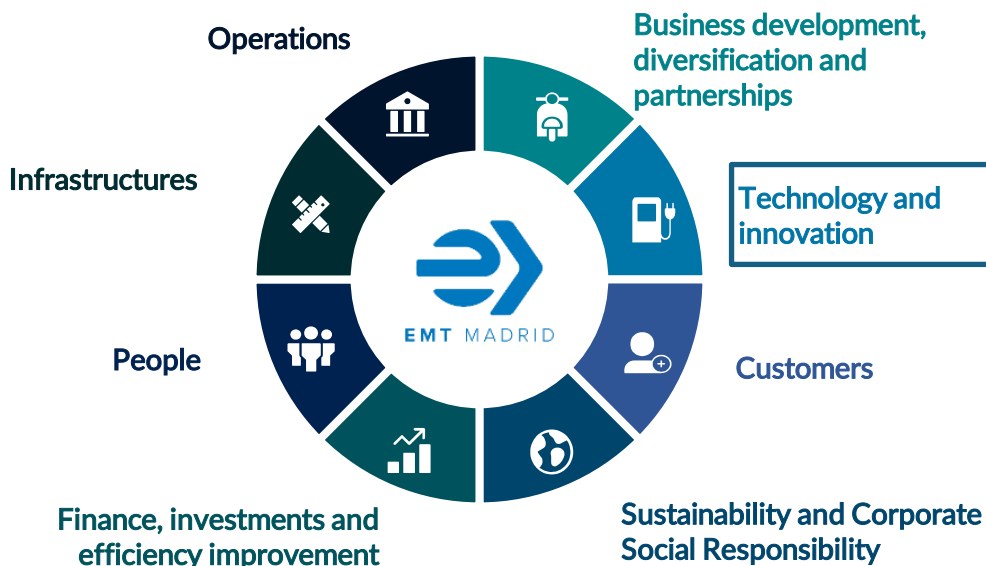 Operations
Business development,
diversification and
partnerships
Infrastructures
Technology and
innovation
EMT MADRID
People
Customers
Finance, investments and
efficiency improvement
Sustainability and Corporate
Social Responsibility